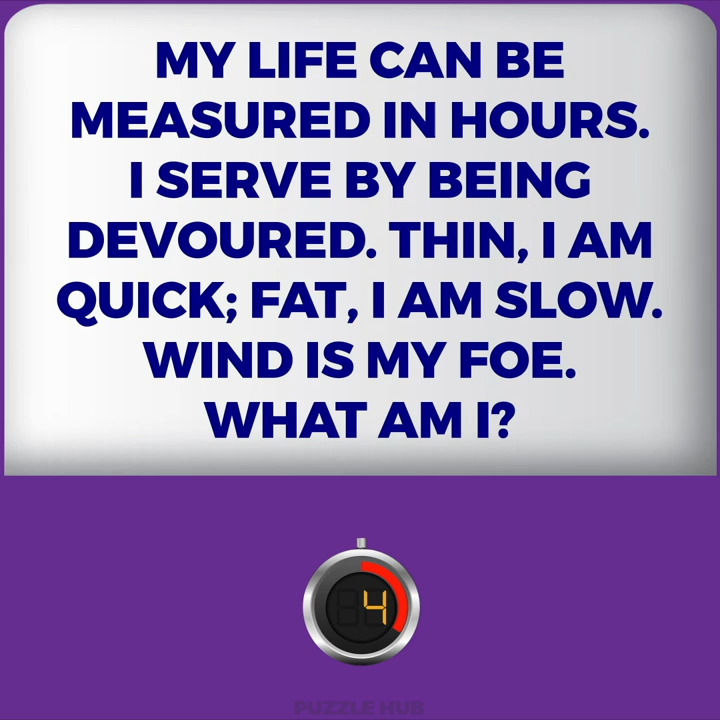 MY LIFE CAN BE
MEASURED IN HOURS.
I SERVE BY BEING
DEVOURED. THIN, I AM
QUICK; FAT, I AM SLOW.
WIND IS MY FOE.
WHAT AM I?
4
PUZZLE HUB